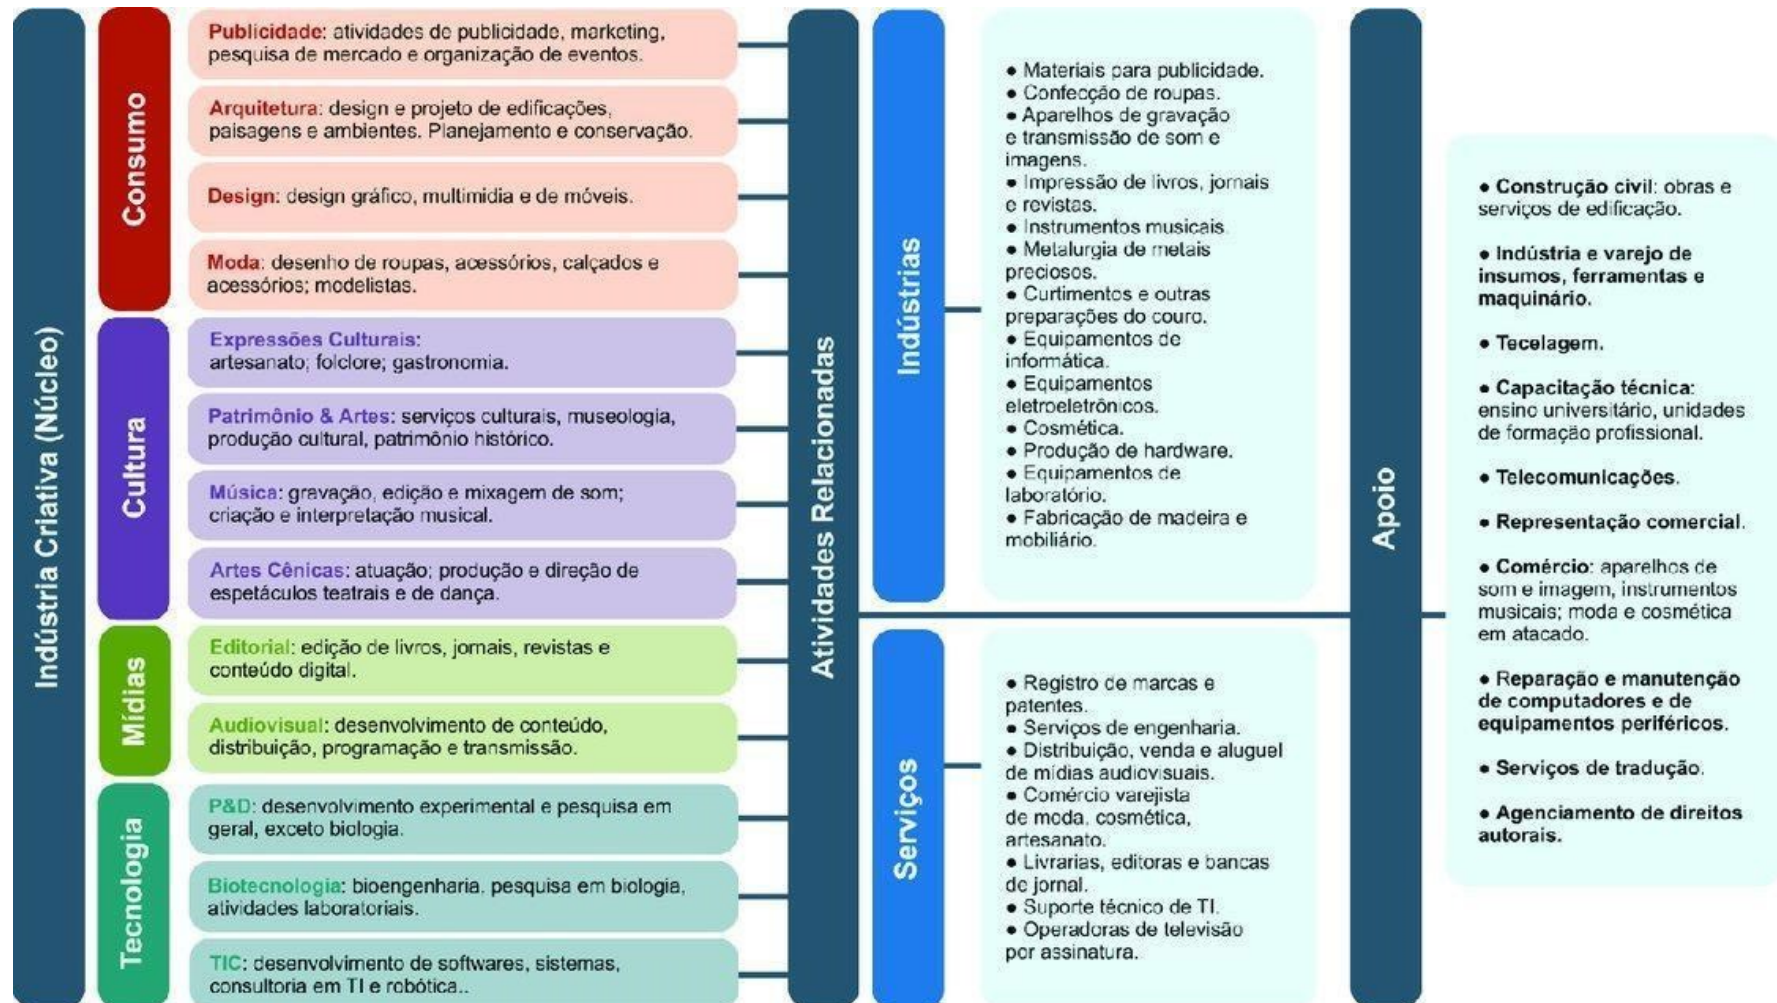 Indústria Criativa (Núcleo)
Consumo
Publicidade: atividades de publicidade, marketing,
pesquisa de mercado e organização de eventos.
Arquitetura: design e projeto de edificações,
paisagens e ambientes. Planejamento e conservação.
Design: design gráfico, multimidia e de móveis.
Moda: desenho de roupas, acessórios, calçados e
acessórios; modelistas.
Cultura
Expressões Culturais:
artesanato; folclore; gastronomia.
Patrimônio & Artes: serviços culturais, museologia,
produção cultural, patrimônio histórico.
Música: gravação, edição e mixagem de som;
criação e interpretação musical.
Artes Cênicas: atuação; produção e direção de
espetáculos teatrais e de dança.
Mídias
Editorial: edição de livros, jornais, revistas e
conteúdo digital.
Audiovisual: desenvolvimento de conteúdo,
distribuição, programação e transmissão.
Tecnologia
P&D: desenvolvimento experimental e pesquisa em
geral, exceto biologia.
Biotecnologia: bioengenharia, pesquisa em biologia,
atividades laboratoriais.
TIC: desenvolvimento de softwares, sistemas,
consultoria em TI e robótica..
Atividades Relacionadas
Indústrias
● Materiais para publicidade.
● Confecção de roupas.
● Aparelhos de gravação
e transmissão de som e
imagens.
● Impressão de livros, jornais
e revistas.
● Instrumentos musicais.
● Metalurgia de metais
preciosos.
● Curtimentos e outras
preparações do couro.
● Equipamentos de
informática.
● Equipamentos
eletroeletrônicos.
● Cosmética.
● Produção de hardware.
● Equipamentos de
laboratório.
● Fabricação de madeira e
mobiliário.
Serviços
● Registro de marcas e
patentes.
● Serviços de engenharia.
● Distribuição, venda e aluguel
de mídias audiovisuais.
● Comércio varejista
de moda, cosmética,
artesanato.
● Livrarias, editoras e bancas
de jornal.
● Suporte técnico de TI.
● Operadoras de televisão
por assinatura.
Apoio
● Construção civil: obras e
serviços de edificação.
● Indústria e varejo de
insumos, ferramentas e
maquinário.
● Tecelagem.
● Capacitação técnica:
ensino universitário, unidades
de formação profissional.
● Telecomunicações.
● Representação comercial.
● Comércio: aparelhos de
som e imagem, instrumentos
musicais; moda e cosmética
em atacado.
● Reparação e manutenção
de computadores e de
equipamentos periféricos.
● Serviços de tradução.
● Agenciamento de direitos
autorais.